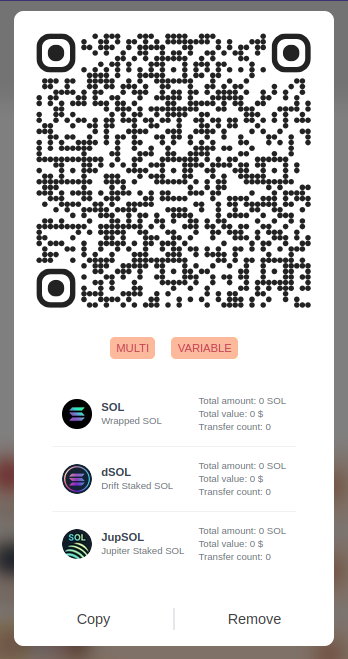 MULTI VARIABLE
SOL
Wrapped SOL
Total amount: 0 SOL
Total value: 0 $
Transfer count: 0
dSOL
Drift Staked SOL
Total amount: 0 SOL
Total value: 0 $
Transfer count: 0
SOL
JupSOL
Jupiter Staked SOL
Total amount: 0 SOL
Total value: 0 $
Transfer count: 0
Copy Remove